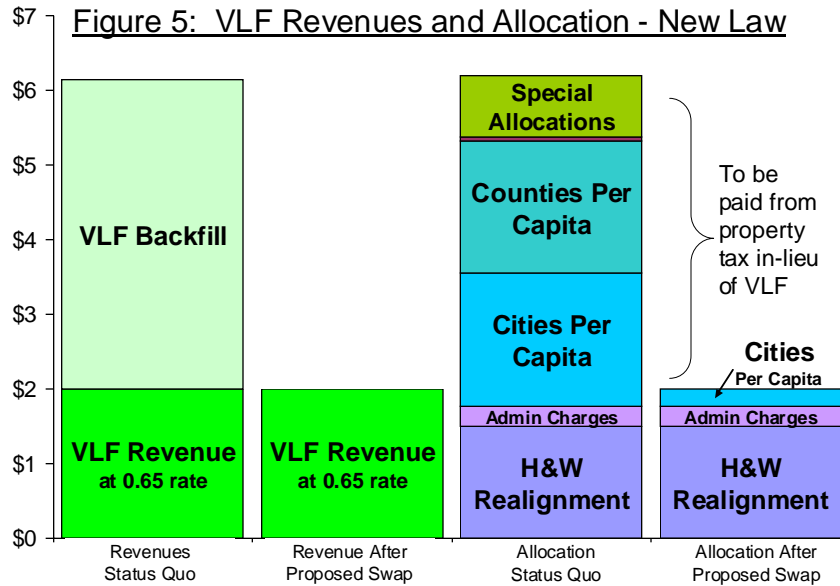 Figure 5: VLF Revenues and Allocation - New Law
$7
$6
$5
$4
$3
$2
$1
$0
VLF Backfill
VLF Revenue
at 0.65 rate
VLF Revenue
at 0.65 rate
Special
Allocations
Counties Per
Capita
Cities Per
Capita
Admin Charges
H&W
Realignment
To be
paid from
property
tax in-lieu
of VLF
Cities
Per Capita
Admin Charges
H&W
Realignment
Revenues
Status Quo
Revenue After
Proposed Swap
Allocation
Status Quo
Allocation After
Proposed Swap